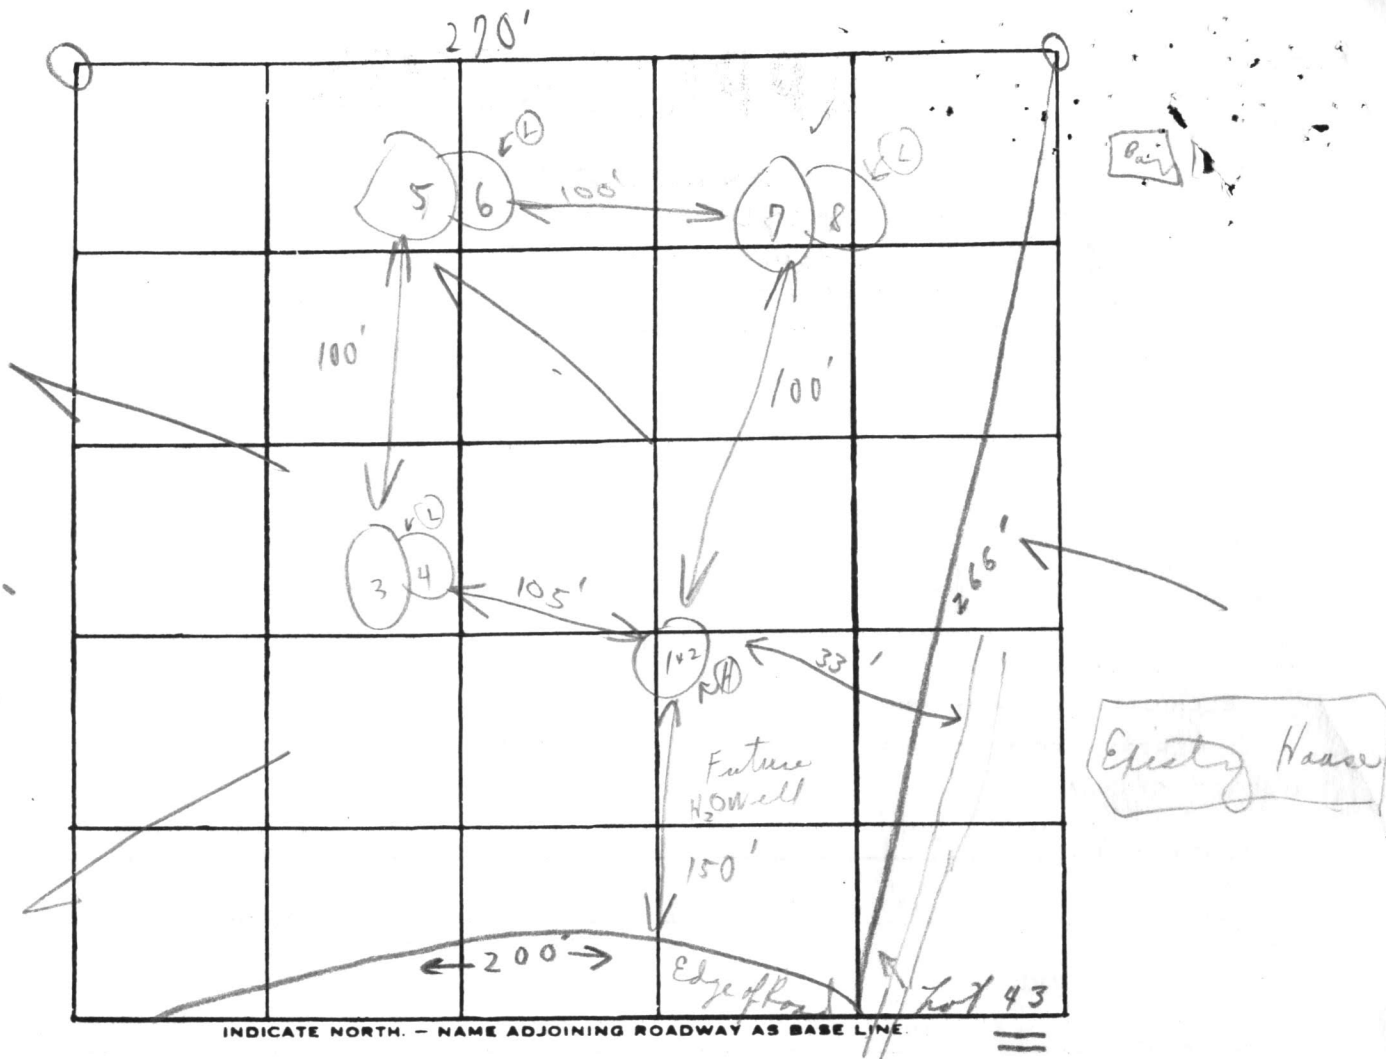 270'
L
L
5
6
100'
7
8
100'
100'
L
266'
3
4
105'
1+2
H
33'
Future
H2O Well
Existy House
150'
200'
Edge of Road
Lot 43
INDICATE NORTH. – NAME ADJOINING ROADWAY AS BASE LINE.